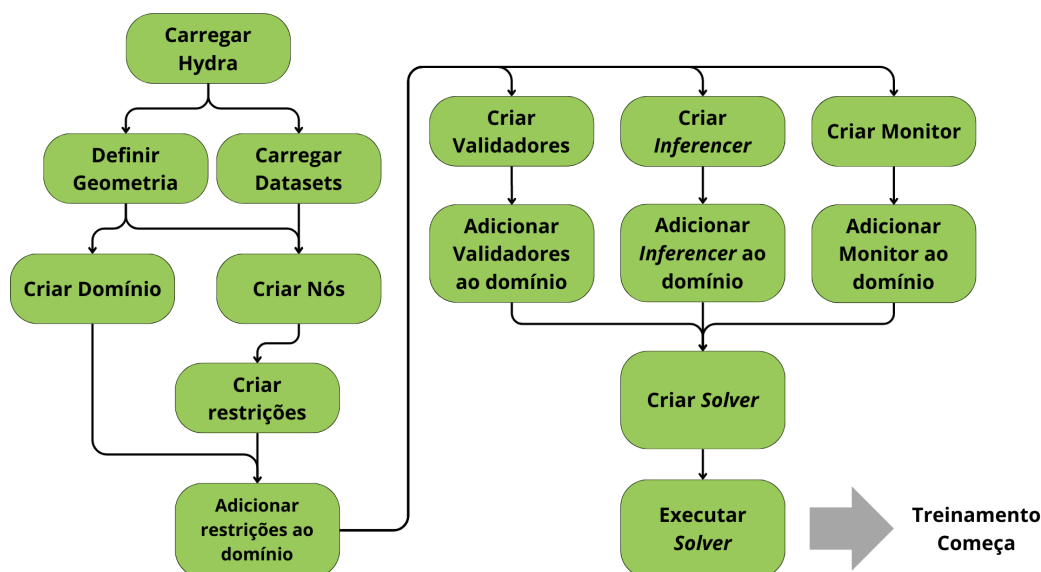 Carregar
Hydra
Definir
Geometria
Carregar
Datasets
Criar Domínio
Criar Nós
Criar
restrições
Adicionar
restrições ao
domínio
Criar
Validadores
Criar
Inferencer
Criar Monitor
Adicionar
Validadores
ao domínio
Adicionar
Inferencer ao
domínio
Adicionar
Monitor ao
domínio
Criar Solver
Executar
Solver
Treinamento
Começa